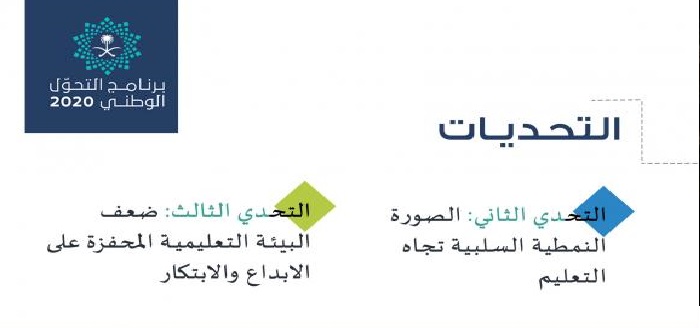 برنامج التحوّل
الوطني 2020
التحديات
التحدي الثاني: الصورة
النمطية السلبية تجاه
التعليم
التحدي الثالث: ضعف
البيئة التعليمية المحفزة على
الابداع والابتكار